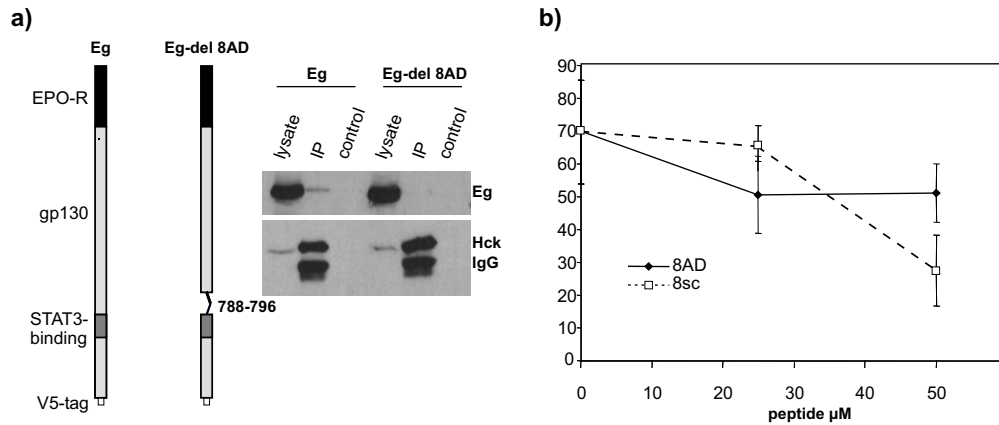 a)
Eg
Eg-del 8AD
EPO-R
gp130
STAT3-
binding
V5-tag
788-796
Eg
Eg-del 8AD
lysate
IP
control
lysate
IP
control
Eg
Hck
IgG
b)
90
80
70
60
50
40
30
20
10
0
0
10
20
30
40
50
8AD
8sc
peptide µM